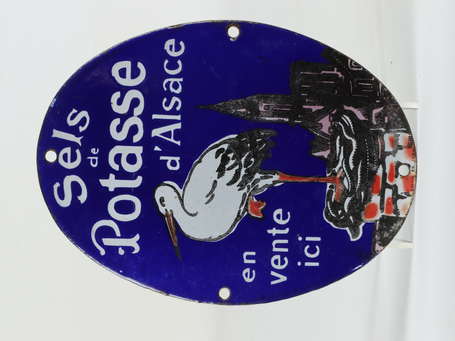 Sels
de
Potasse
d'Alsace
en
vente
ici